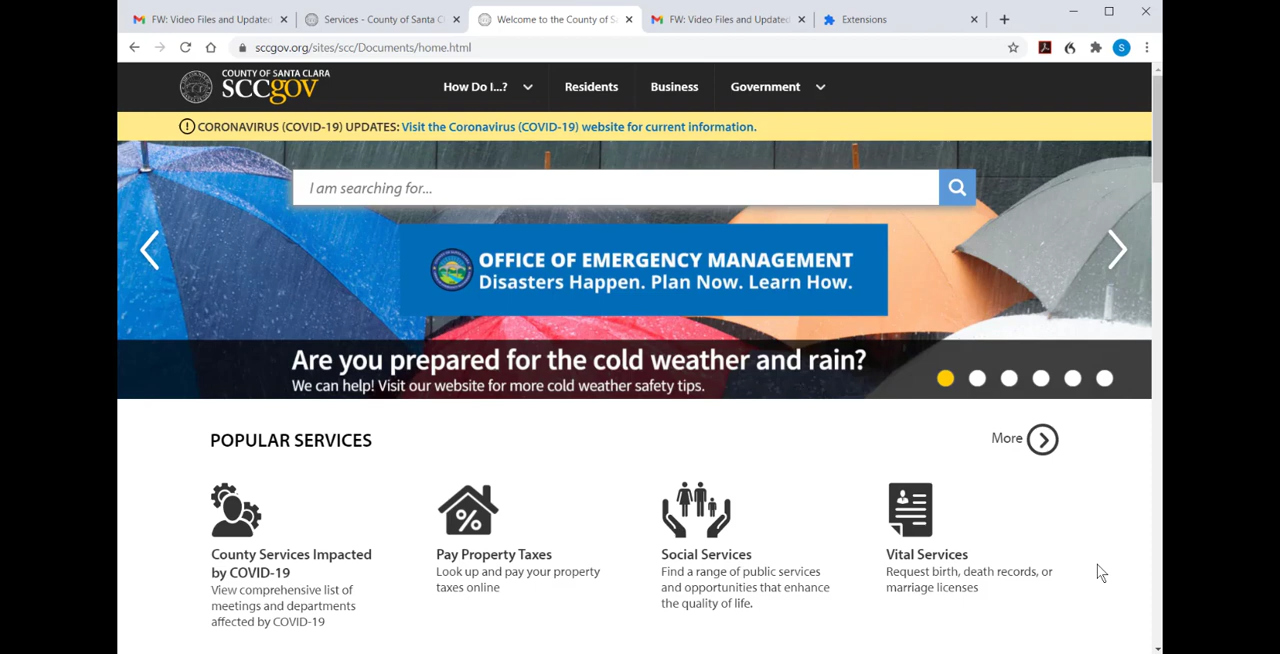 FW: Video Files and Updated
Services - County of Santa C
Welcome to the County of S
FW: Video Files and Updated
Extensions
sccgov.org/sites/scc/Documents/home.html
S
COUNTY OF SANTA CLARA
SCCGOV
How Do I...?
Residents
Business
Government
CORONAVIRUS (COVID-19) UPDATES: Visit the Coronavirus (COVID-19) website for current information.
I am searching for...
OFFICE OF EMERGENCY MANAGEMENT
Disasters Happen. Plan Now. Learn How.
Are you prepared for the cold weather and rain?
We can help! Visit our website for more cold weather safety tips.
POPULAR SERVICES
More
County Services Impacted
by COVID-19
View comprehensive list of
meetings and departments
affected by COVID-19
Pay Property Taxes
Look up and pay your property
taxes online
Social Services
Find a range of public services
and opportunities that enhance
the quality of life.
Vital Services
Request birth, death records, or
marriage licenses